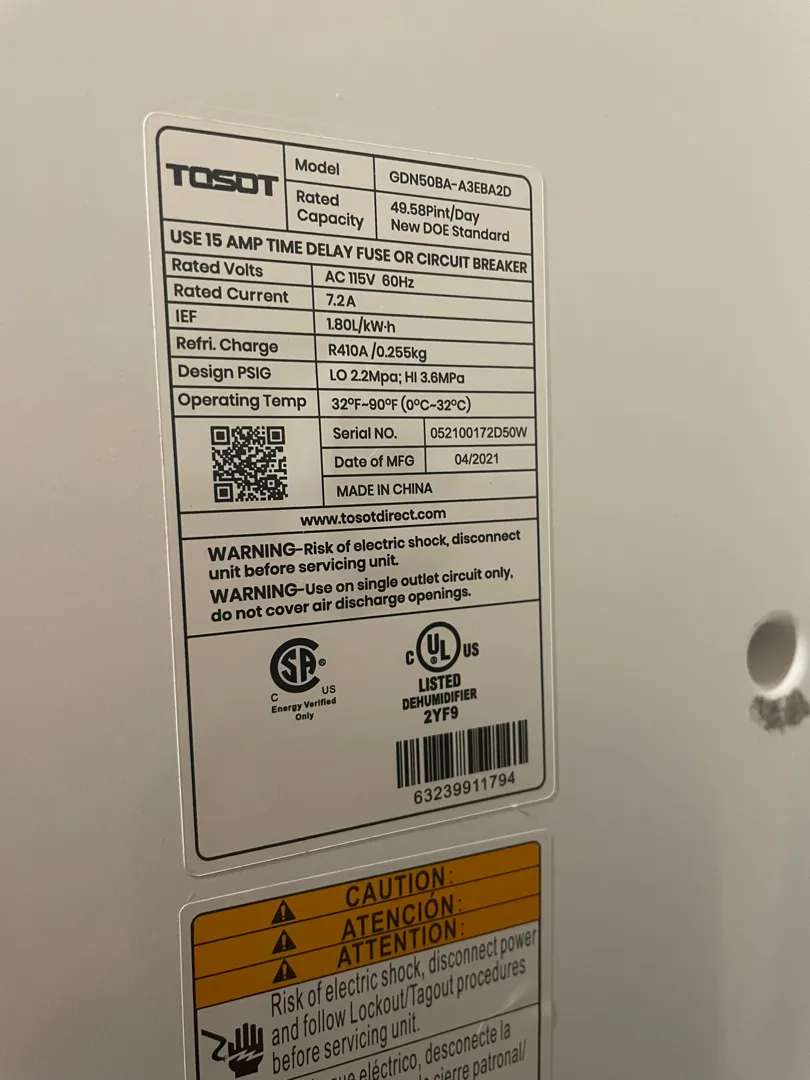 TOSOT
Model GDN50BA-A3EBA2D
Rated Capacity 49.58Pint/Day New DOE Standard
USE 15 AMP TIME DELAY FUSE OR CIRCUIT BREAKER
Rated Volts AC 115V 60Hz
Rated Current 7.2A
IEF 1.80L/kW·h
Refri. Charge R410A /0.255kg
Design PSIG LO 2.2Mpa; HI 3.6MPa
Operating Temp 32°F~90°F (0°C~32°C)
Serial NO. 052100172D50W
Date of MFG 04/2021
MADE IN CHINA
www.tosotdirect.com
WARNING-Risk of electric shock, disconnect
unit before servicing unit.
WARNING-Use on single outlet circuit only,
do not cover air discharge openings.
SA ®
C US
Energy Verified
Only
C UL ® US
LISTED
DEHUMIDIFIER
2YF9
63239911794
CAUTION:
ATENCIÓN:
ATTENTION:
Risk of electric shock, disconnect power
and follow Lockout/Tagout procedures
before servicing unit.
eléctrico, desconecte la
cierre patronal/